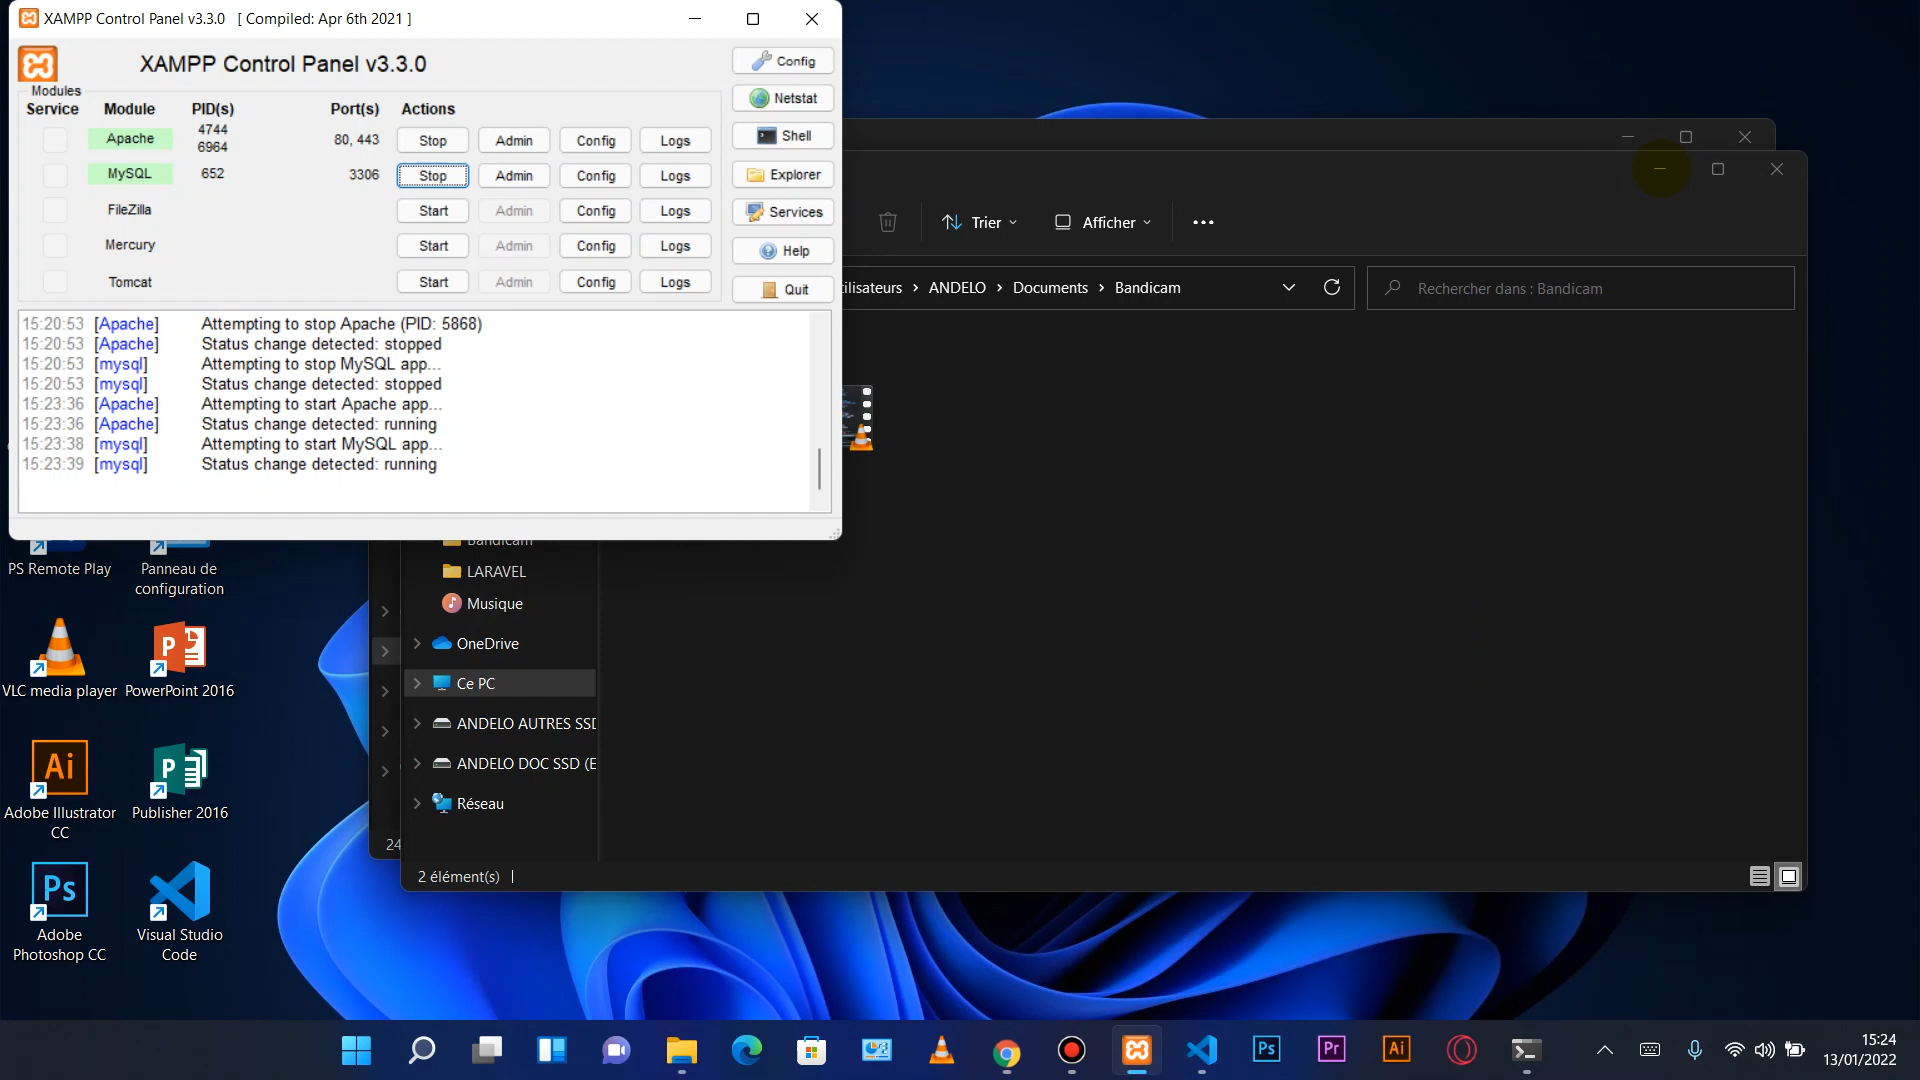 XAMPP Control Panel v3.3.0 [ Compiled: Apr 6th 2021 ]
XAMPP Control Panel v3.3.0
Config
Modules
Service Module PID(s) Port(s) Actions
Netstat
Apache 4744 6964 80, 443 Stop Admin Config Logs
Shell
MySQL 652 3306 Stop Admin Config Logs
Explorer
FileZilla Start Admin Config Logs
Services
Mercury Start Admin Config Logs
Help
Tomcat Start Admin Config Logs
Quit
15:20:53 [Apache] Attempting to stop Apache (PID: 5868)
15:20:53 [Apache] Status change detected: stopped
15:20:53 [mysql] Attempting to stop MySQL app...
15:20:53 [mysql] Status change detected: stopped
15:23:36 [Apache] Attempting to start Apache app...
15:23:36 [Apache] Status change detected: running
15:23:38 [mysql] Attempting to start MySQL app...
15:23:39 [mysql] Status change detected: running
Trier
Afficher
tilisateurs > ANDELO > Documents > Bandicam
Rechercher dans : Bandicam
Bandicam
LARAVEL
Musique
OneDrive
Ce PC
ANDELO AUTRES SSD
ANDELO DOC SSD (E
Réseau
24
2 élément(s)
PS Remote Play
Panneau de
configuration
VLC media player
PowerPoint 2016
Adobe Illustrator
CC
Publisher 2016
Adobe
Photoshop CC
Visual Studio
Code
Ai
Ps
Ps
Pr
Ai
15:24
13/01/2022